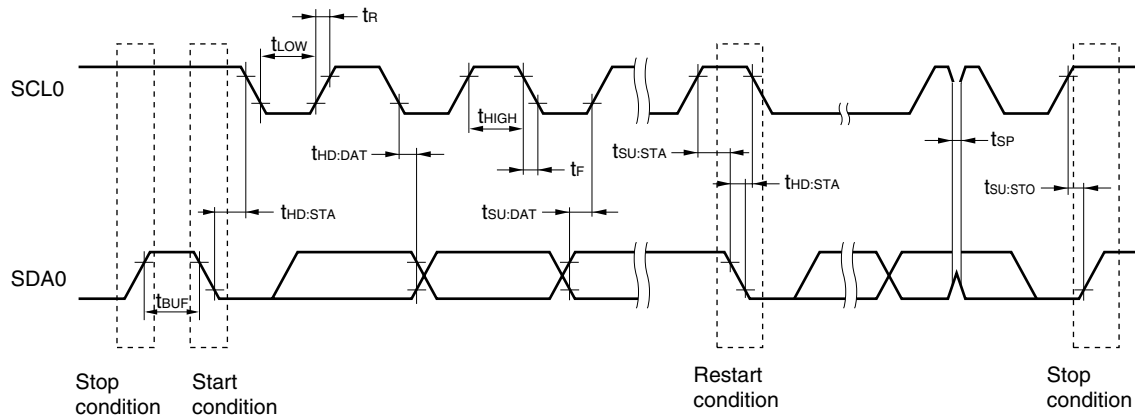 tR
tLOW
SCL0
tHIGH
tHD:DAT
tF
tSU:STA
tSP
tHD:STA
tSU:DAT
tHD:STA
tSU:STO
SDA0
tBUF
Stop
condition
Start
condition
Restart
condition
Stop
condition